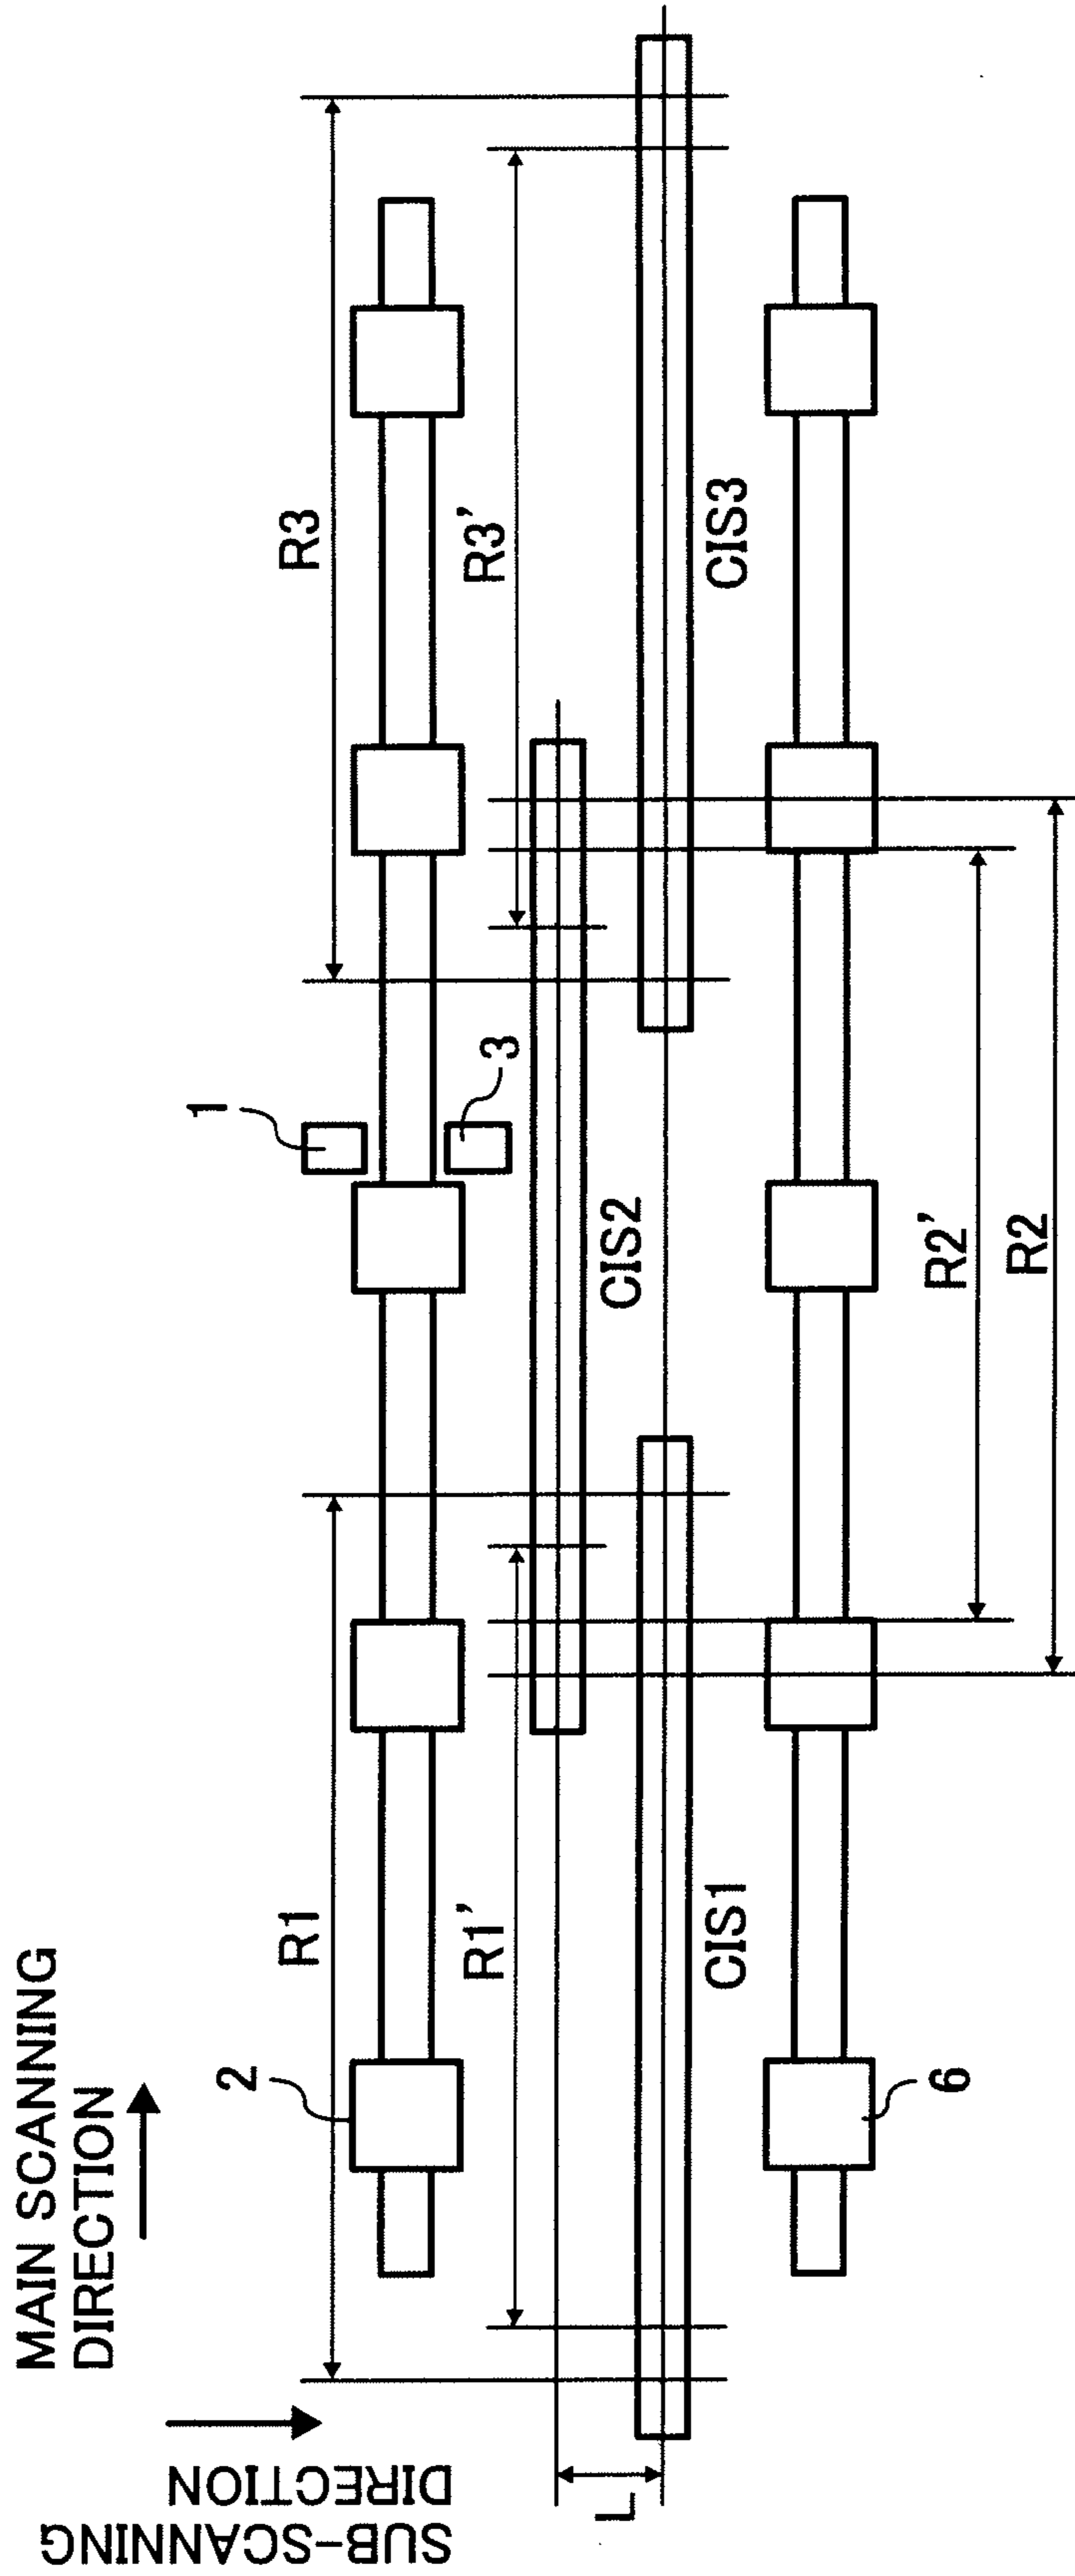 MAIN SCANNING
DIRECTION
SUB-SCANNING
DIRECTION
R1
R3
1
2
R1’
3
R3’
L
CIS2
CIS1
CIS3
6
R2’
R2